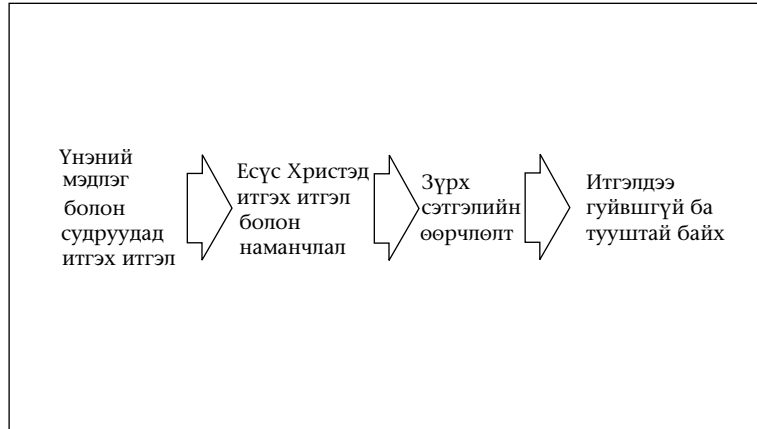 Үнэний
мэдлэг
болон
судруудад
итгэх итгэл
Есүс Христэд
итгэх итгэл
болон
наманчлал
Зүрх
сэтгэлийн
өөрчлөлт
Итгэлдээ
гуйвшгүй ба
тууштай байх